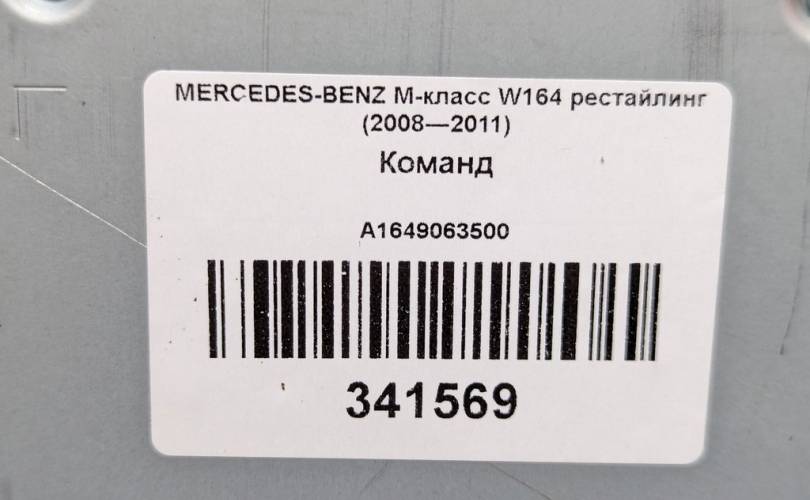 MERCEDES-BENZ М-класс W164 рестайлинг
(2008—2011)
Команд
A1649063500
341569